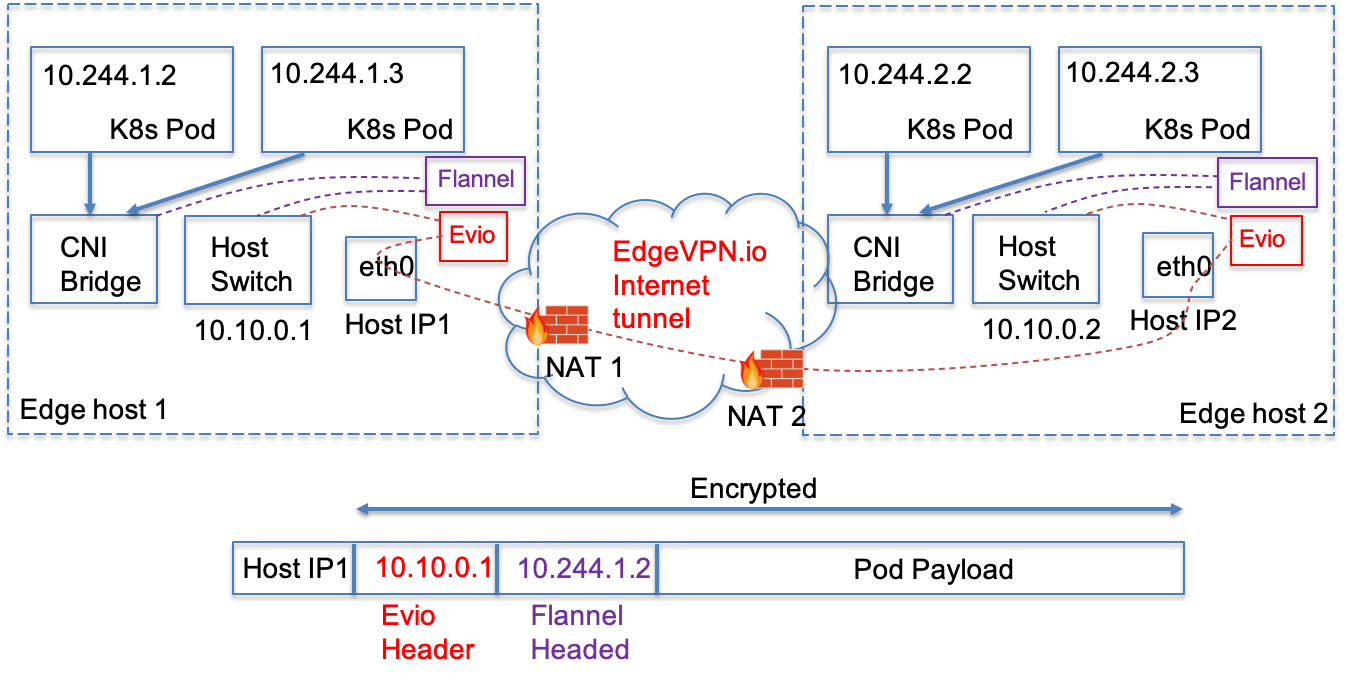 10.244.1.2
K8s Pod
10.244.1.3
K8s Pod
Flannel
CNI
Bridge
Host
Switch
10.10.0.1
eth0
Host IP1
Evio
Edge host 1
EdgeVPN.io
Internet
tunnel
NAT 1
NAT 2
10.244.2.2
K8s Pod
10.244.2.3
K8s Pod
Flannel
CNI
Bridge
Host
Switch
10.10.0.2
eth0
Host IP2
Evio
Edge host 2
Encrypted
Host IP1
10.10.0.1
10.244.1.2
Pod Payload
Evio
Header
Flannel
Headed